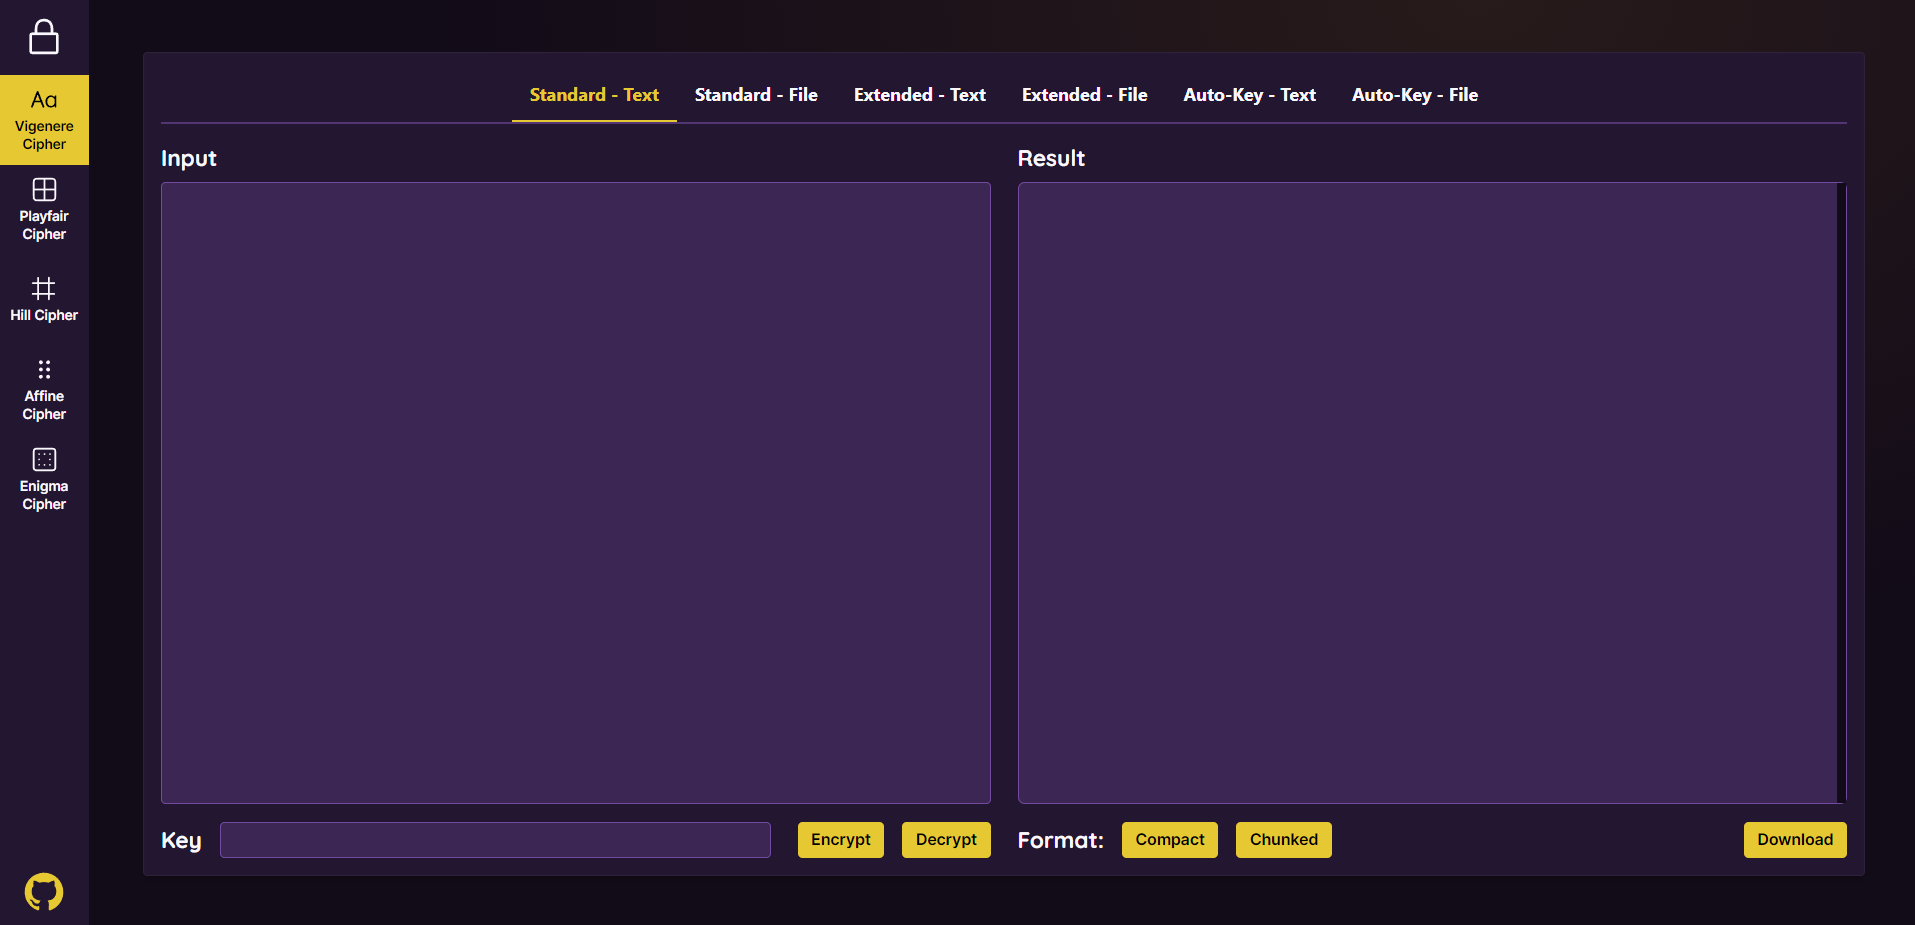 Aa
Vigenere
Cipher
Playfair
Cipher
Hill Cipher
Affine
Cipher
Enigma
Cipher
Standard - Text Standard - File Extended - Text Extended - File Auto-Key - Text Auto-Key - File
Input Result
Key Encrypt Decrypt Format: Compact Chunked Download